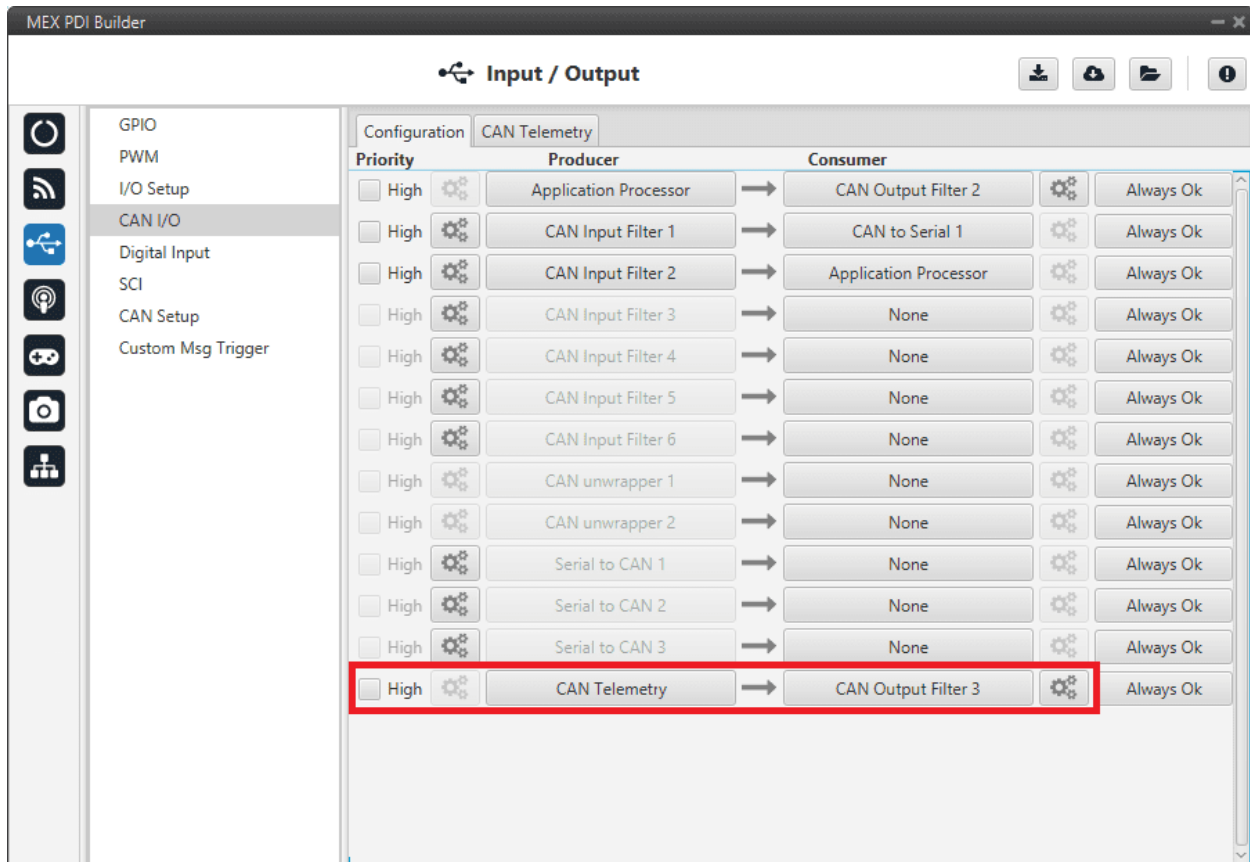 MEX PDI Builder
Input / Output
GPIO
PWM
I/O Setup
CAN I/O
Digital Input
SCI
CAN Setup
Custom Msg Trigger
Configuration CAN Telemetry
Priority Producer Consumer
High Application Processor CAN Output Filter 2 Always Ok
High CAN Input Filter 1 CAN to Serial 1 Always Ok
High CAN Input Filter 2 Application Processor Always Ok
High CAN Input Filter 3 None Always Ok
High CAN Input Filter 4 None Always Ok
High CAN Input Filter 5 None Always Ok
High CAN Input Filter 6 None Always Ok
High CAN unwrapper 1 None Always Ok
High CAN unwrapper 2 None Always Ok
High Serial to CAN 1 None Always Ok
High Serial to CAN 2 None Always Ok
High Serial to CAN 3 None Always Ok
High CAN Telemetry CAN Output Filter 3 Always Ok